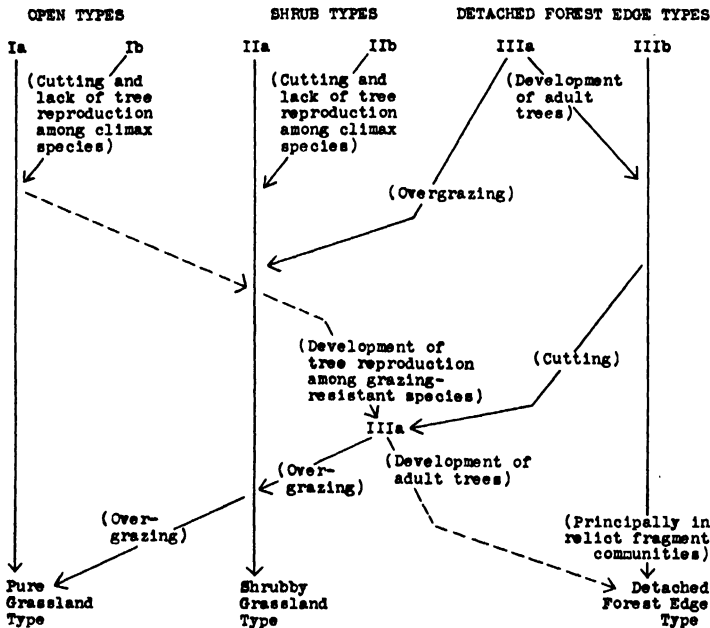 OPEN TYPES SHRUB TYPES DETACHED FOREST EDGE TYPES
Ia Ib IIa IIb IIIa IIIb
(Cutting and
lack of tree
reproduction
among climax
species)
(Cutting and
lack of tree
reproduction
among climax
species)
(Development
of adult
trees)
(Overgrazing)
(Development of
tree reproduction
among grazing-
resistant species)
(Cutting)
IIIa
(Over-
grazing)
(Development of
adult trees)
(Over-
grazing)
(Principally in
relict fragment
communities)
Pure
Grassland
Type
Shrubby
Grassland
Type
Detached
Forest Edge
Type